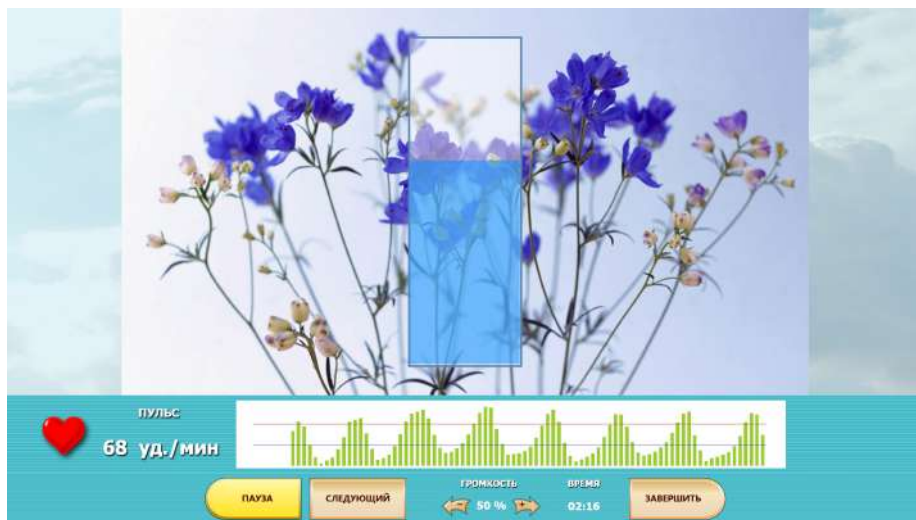 ПУЛЬС
68 уд./мин
ПАУЗА
СЛЕДУЮЩИЙ
ГРОМКОСТЬ
50 %
ВРЕМЯ
02:16
ЗАВЕРШИТЬ